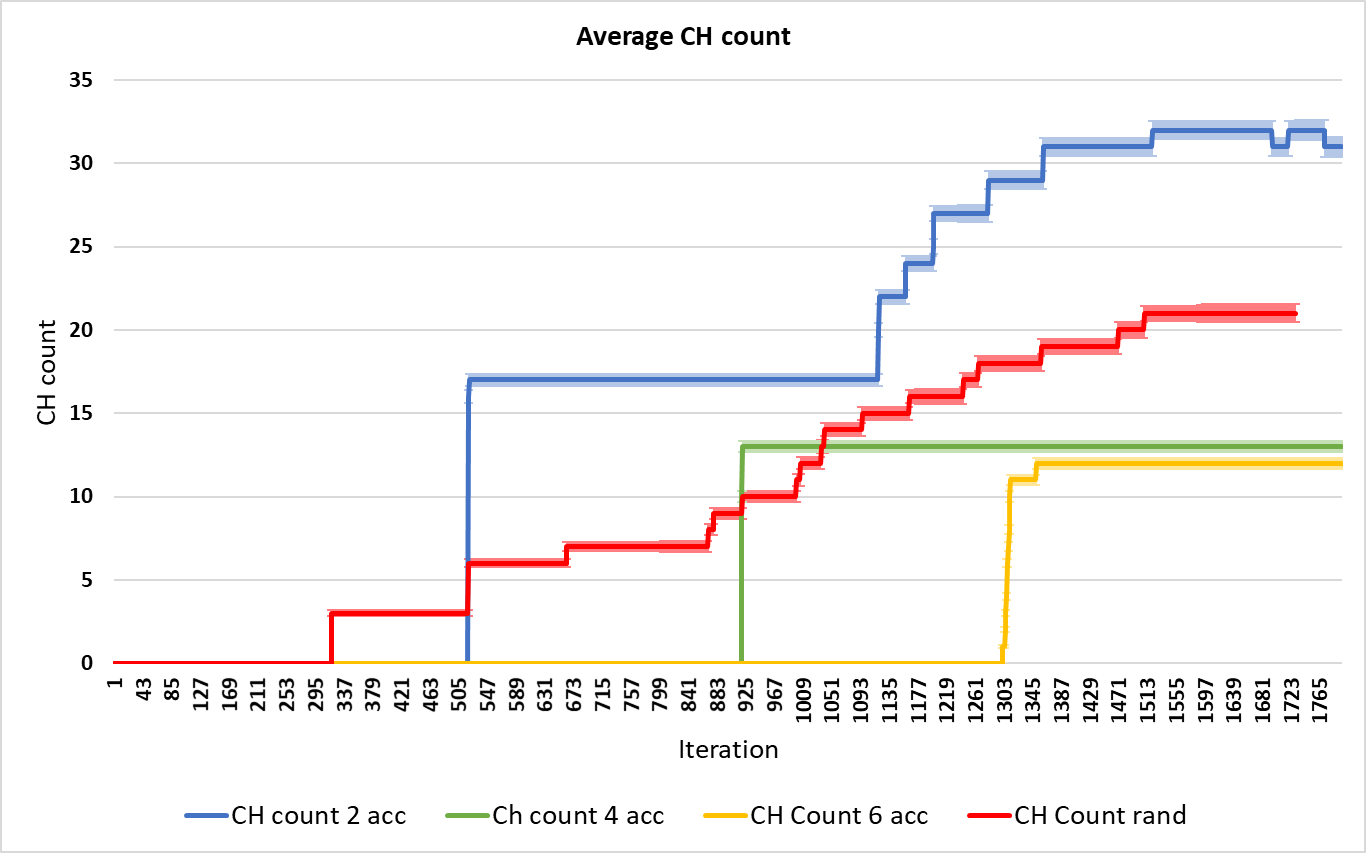 Average CH count
35
30
25
20
15
10
5
0
CH count
1 43 85 127 169 211 253 295 337 379 421 463 505 547 589 631 673 715 757 799 841 883 925 967 1009 1051 1093 1135 1177 1219 1261 1303 1345 1387 1429 1471 1513 1555 1597 1639 1681 1723 1765
Iteration
CH count 2 acc Ch count 4 acc CH Count 6 acc CH Count rand